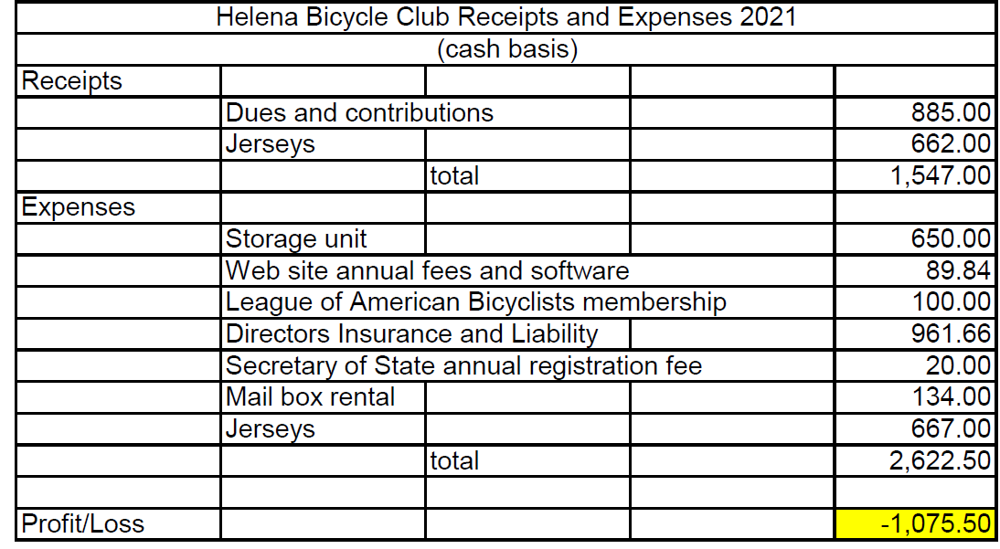 Helena Bicycle Club Receipts and Expenses 2021
(cash basis)
Receipts
Dues and contributions 885.00
Jerseys 662.00
total 1,547.00
Expenses
Storage unit 650.00
Web site annual fees and software 89.84
League of American Bicyclists membership 100.00
Directors Insurance and Liability 961.66
Secretary of State annual registration fee 20.00
Mail box rental 134.00
Jerseys 667.00
total 2,622.50
Profit/Loss -1,075.50